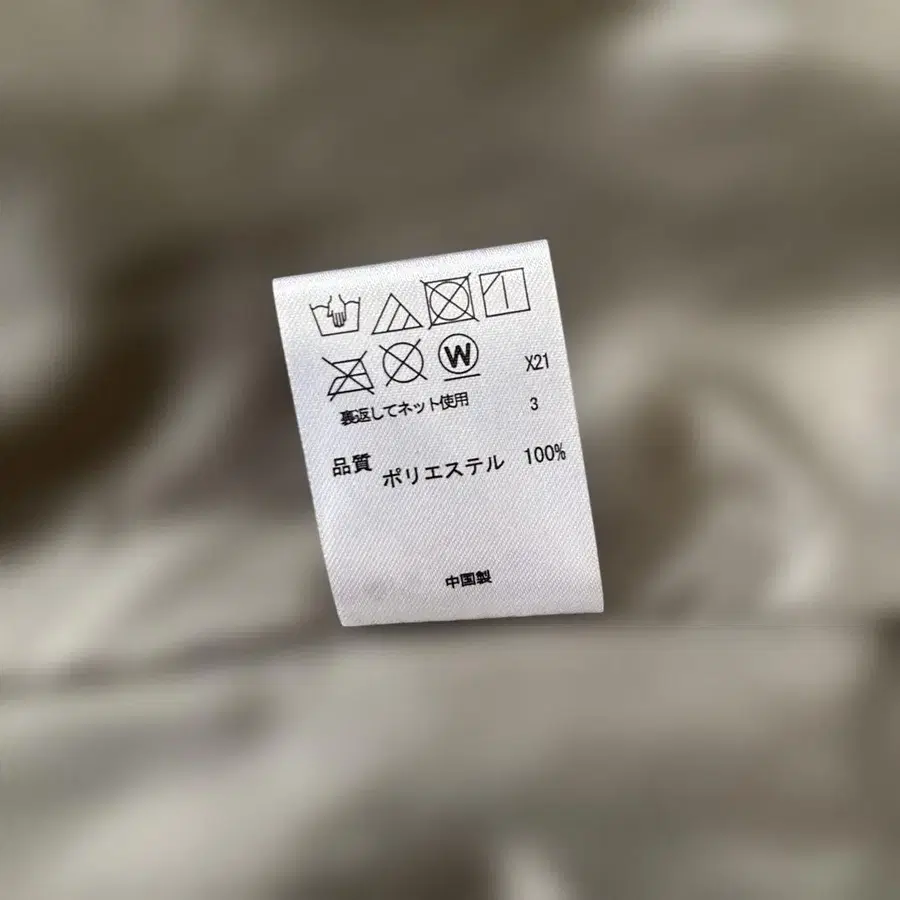 W
X21
裏返してネット使用
3
品質
ポリエステル 100%
中国製